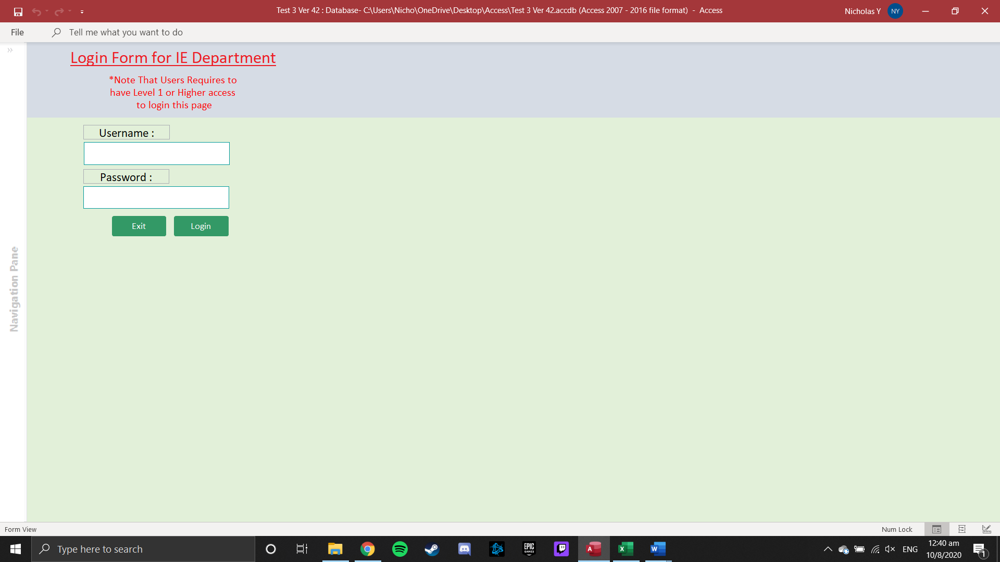 Test 3 Ver 42 : Database- C:\Users\Nicho\OneDrive\Desktop\Access\Test 3 Ver 42.accdb (Access 2007 - 2016 file format)  -  Access
Nicholas Y
NY
File
Tell me what you want to do
Login Form for IE Department
*Note That Users Requires to
have Level 1 or Higher access
to login this page
Username :
Password :
Exit
Login
Navigation Pane
Form View
Num Lock
Type here to search
EPIC
GAMES
A
X
W
ENG
12:40 am
10/8/2020
1